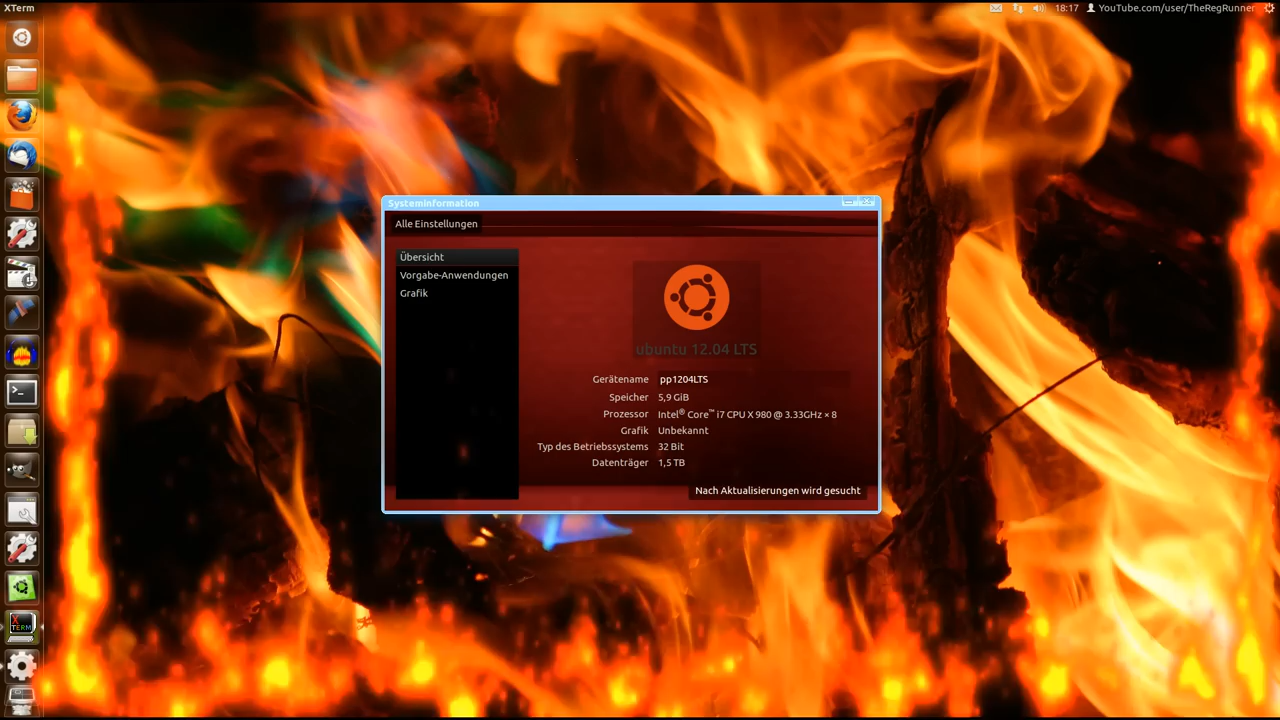 XTerm
18:17 YouTube.com/user/TheRegRunner
Systeminformation
Alle Einstellungen
Übersicht
Vorgabe-Anwendungen
Grafik
ubuntu 12.04 LTS
Gerätename pp1204LTS
Speicher 5,9 GiB
Prozessor Intel® Core™ i7 CPU X 980 @ 3.33GHz × 8
Grafik Unbekannt
Typ des Betriebssystems 32 Bit
Datenträger 1,5 TB
Nach Aktualisierungen wird gesucht
X
TERM